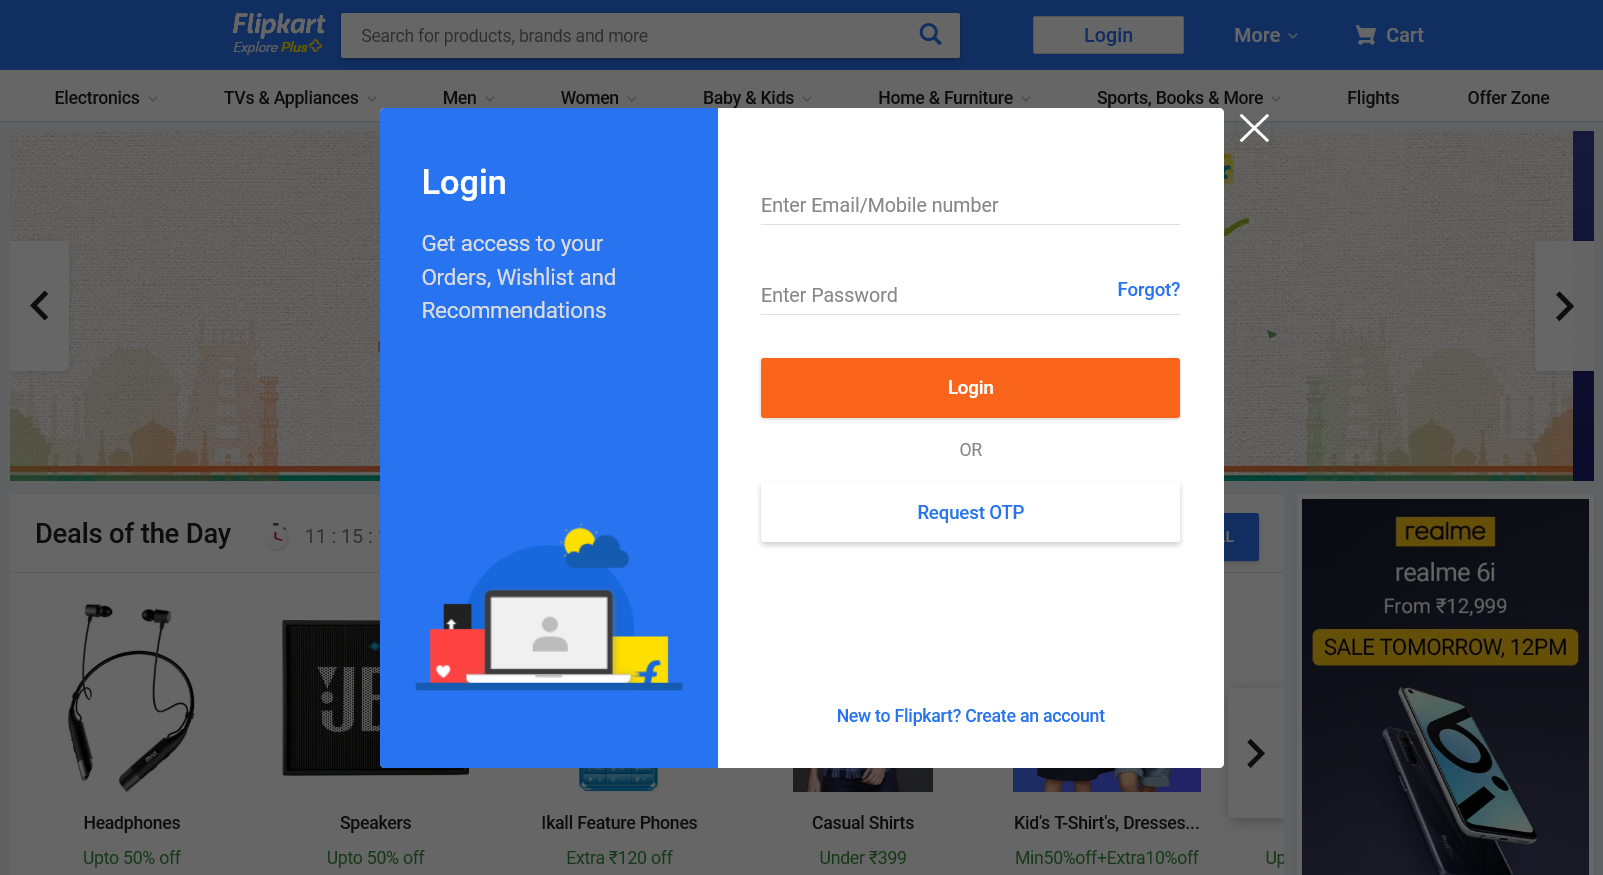 Flipkart
Explore Plus
Search for products, brands and more
Login
More
Cart
Electronics
TVs & Appliances
Men
Women
Baby & Kids
Home & Furniture
Sports, Books & More
Flights
Offer Zone
Login
Get access to your
Orders, Wishlist and
Recommendations
Enter Email/Mobile number
Enter Password
Forgot?
Login
OR
Request OTP
New to Flipkart? Create an account
Deals of the Day
11 : 15 :
realme
realme 6i
From ₹12,999
SALE TOMORROW, 12PM
6i
mivi
Headphones
Upto 50% off
Speakers
Upto 50% off
Ikall Feature Phones
Extra ₹120 off
Casual Shirts
Under ₹399
Kid's T-Shirt's, Dresses...
Min50%off+Extra10%off
Up